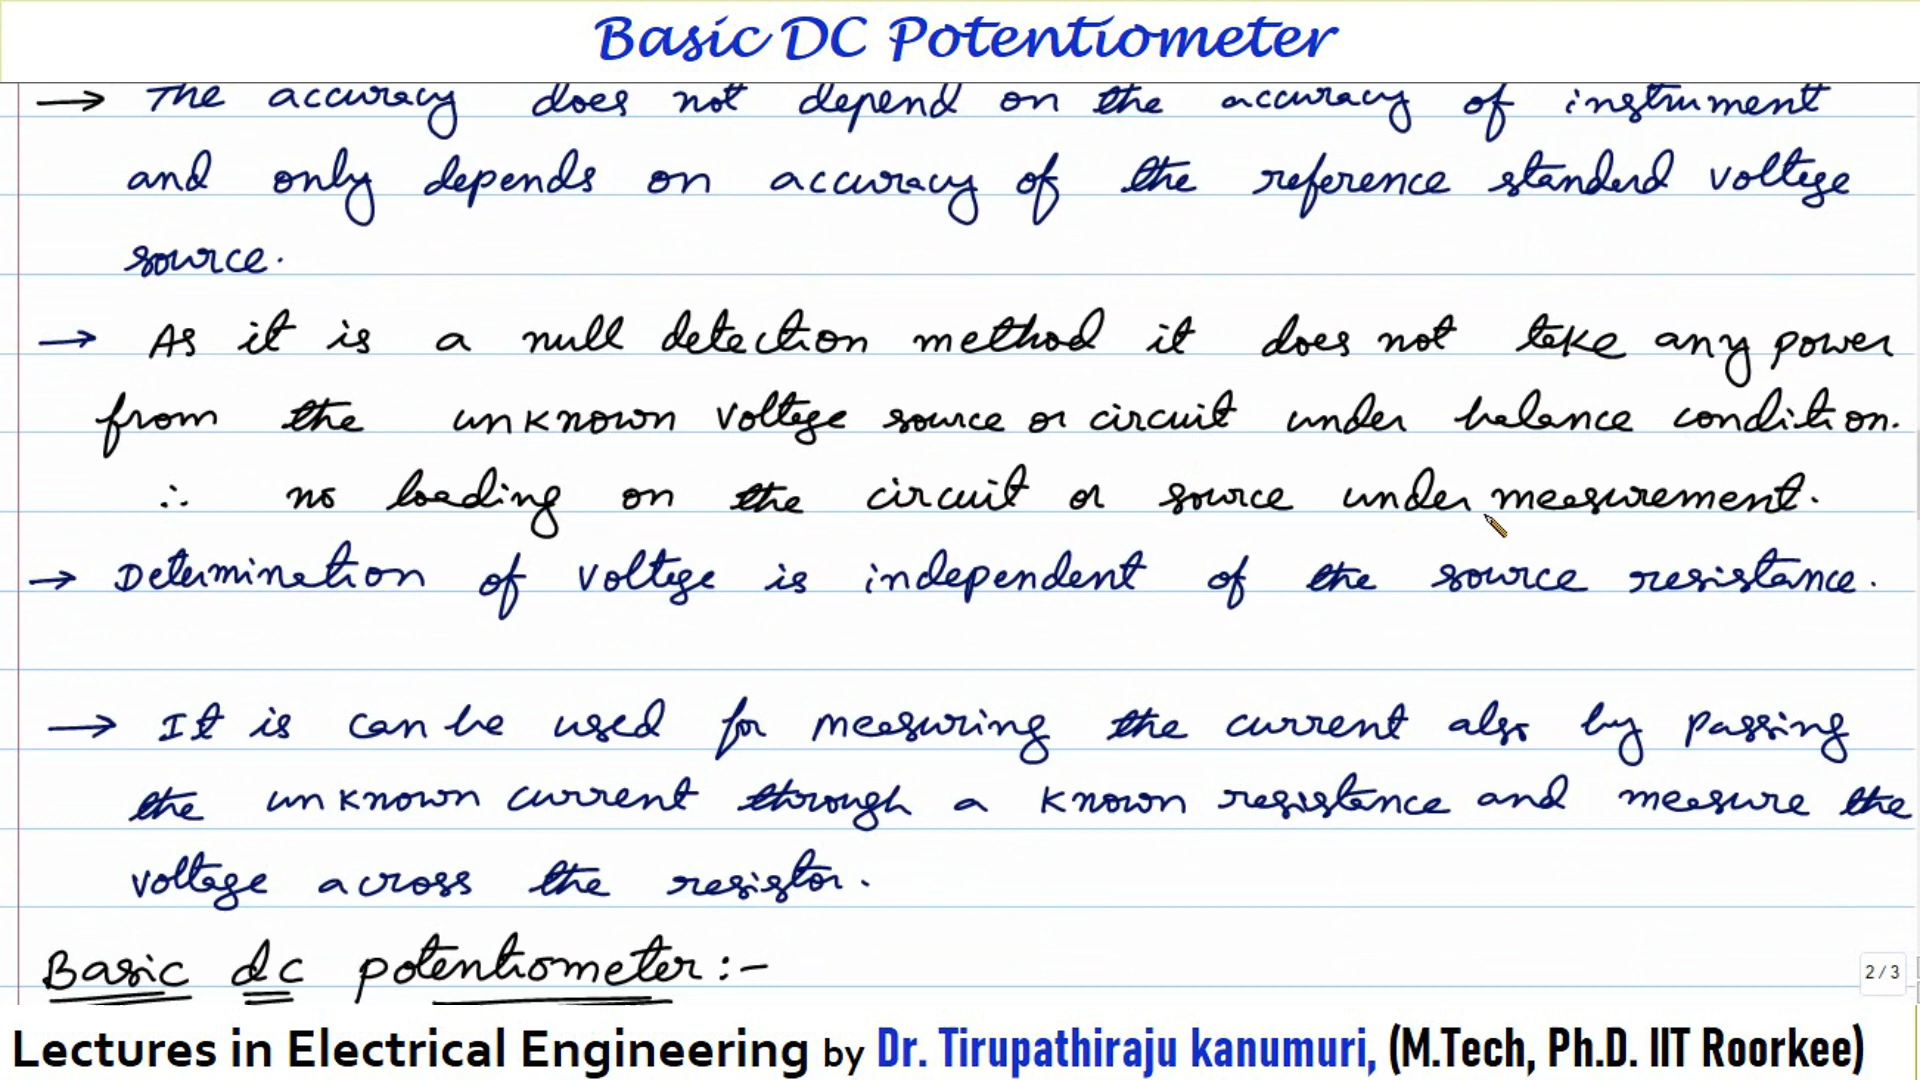 Basic DC Potentiometer
→ The accuracy does not depend on the accuracy of instrument
and only depends on accuracy of the reference standard voltage
source.
→ As it is a null detection method it does not take any power
from the unknown voltage source or circuit under balance condition.
∴ no loading on the circuit or source under measurement.
→ Determination of voltage is independent of the source resistance.
→ It is can be used for measuring the current also by passing
the unknown current through a known resistance and measure the
voltage across the resistor.
Basic dc potentiometer :-
2 / 3
Lectures in Electrical Engineering by Dr. Tirupathiraju kanumuri, (M.Tech, Ph.D. IIT Roorkee)